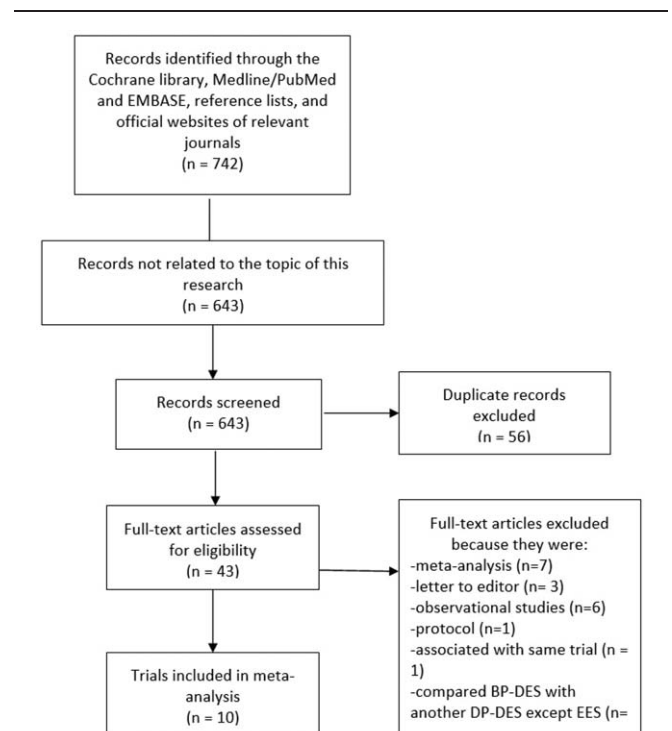 Records identified through the
Cochrane library, Medline/PubMed
and EMBASE, reference lists, and
official websites of relevant
journals
(n = 742)
Records not related to the topic of this
research
(n = 643)
Records screened
(n = 643)
Duplicate records
excluded
(n = 56)
Full-text articles assessed
for eligibility
(n = 43)
Full-text articles excluded
because they were:
-meta-analysis (n=7)
-letter to editor (n= 3)
-observational studies (n=6)
-protocol (n=1)
-associated with same trial (n =
1)
-compared BP-DES with
another DP-DES except EES (n=
Trials included in meta-
analysis
(n = 10)